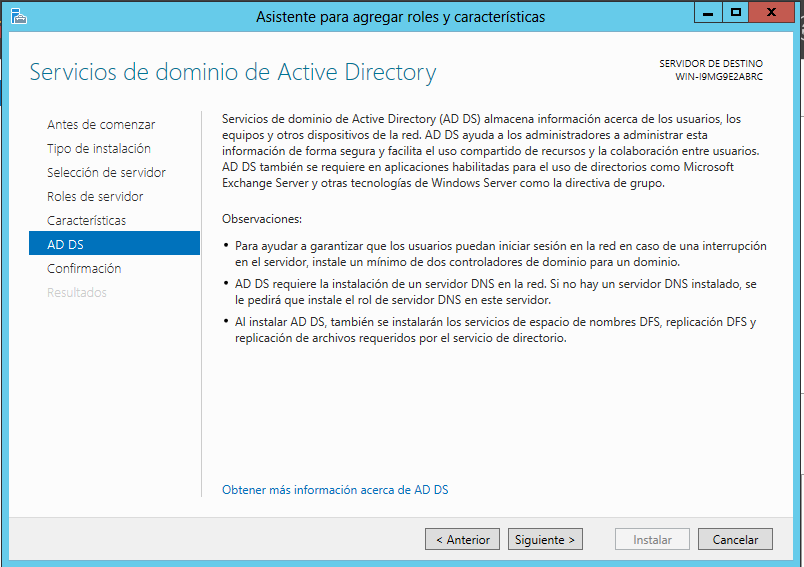 Asistente para agregar roles y características
Servicios de dominio de Active Directory
SERVIDOR DE DESTINO
WIN-I9MG9E2ABRC
Antes de comenzar
Tipo de instalación
Selección de servidor
Roles de servidor
Características
AD DS
Confirmación
Resultados
Servicios de dominio de Active Directory (AD DS) almacena información acerca de los usuarios, los
equipos y otros dispositivos de la red. AD DS ayuda a los administradores a administrar esta
información de forma segura y facilita el uso compartido de recursos y la colaboración entre usuarios.
AD DS también se requiere en aplicaciones habilitadas para el uso de directorios como Microsoft
Exchange Server y otras tecnologías de Windows Server como la directiva de grupo.
Observaciones:
• Para ayudar a garantizar que los usuarios puedan iniciar sesión en la red en caso de una interrupción
en el servidor, instale un mínimo de dos controladores de dominio para un dominio.
• AD DS requiere la instalación de un servidor DNS en la red. Si no hay un servidor DNS instalado, se
le pedirá que instale el rol de servidor DNS en este servidor.
• Al instalar AD DS, también se instalarán los servicios de espacio de nombres DFS, replicación DFS y
replicación de archivos requeridos por el servicio de directorio.
Obtener más información acerca de AD DS
< Anterior
Siguiente >
Instalar
Cancelar